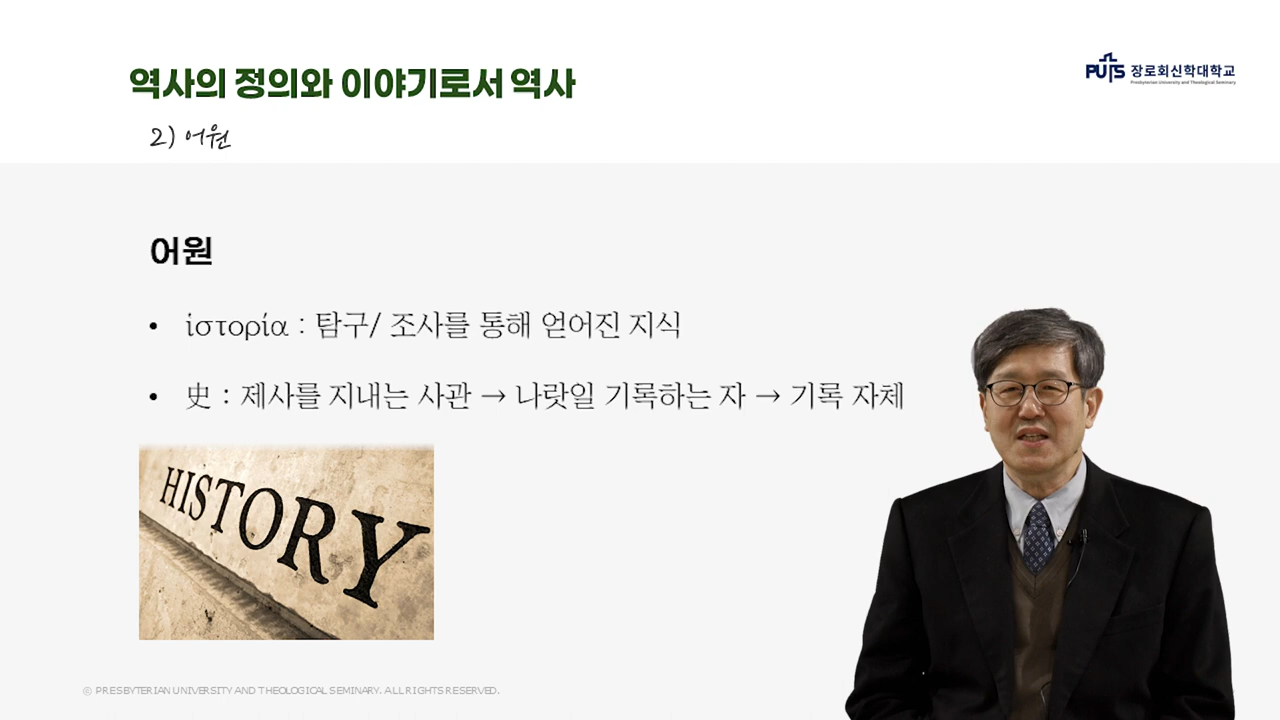 역사의 정의와 이야기로서 역사
PUTS 장로회신학대학교
Presbyterian University and Theological Seminary
2) 어원
어원
• ἱστορία : 탐구/ 조사를 통해 얻어진 지식
• 史 : 제사를 지내는 사관 → 나랏일 기록하는 자 → 기록 자체
HISTORY
© PRESBYTERIAN UNIVERSITY AND THEOLOGICAL SEMINARY. ALL RIGHTS RESERVED.